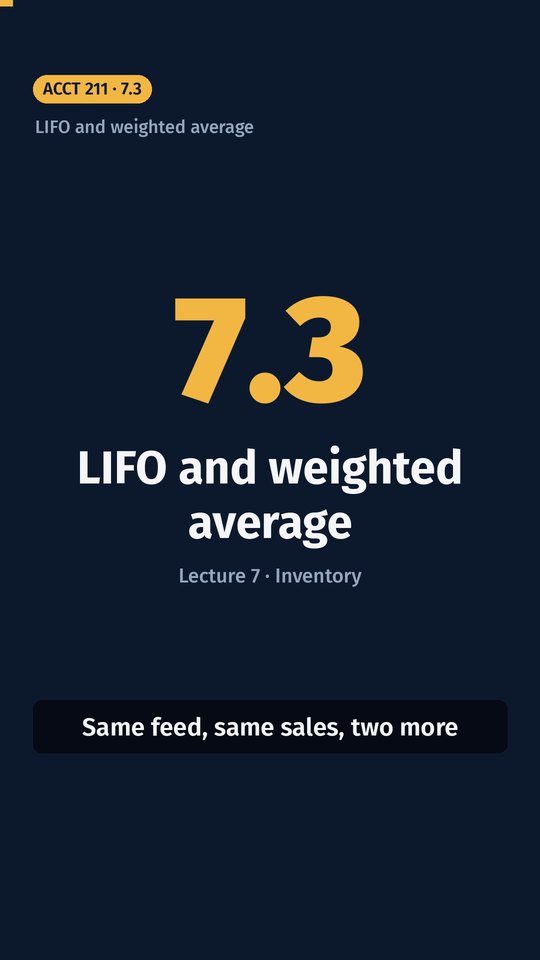 ACCT 211 · 7.3
LIFO and weighted average
7.3
LIFO and weighted
average
Lecture 7 · Inventory
Same feed, same sales, two more